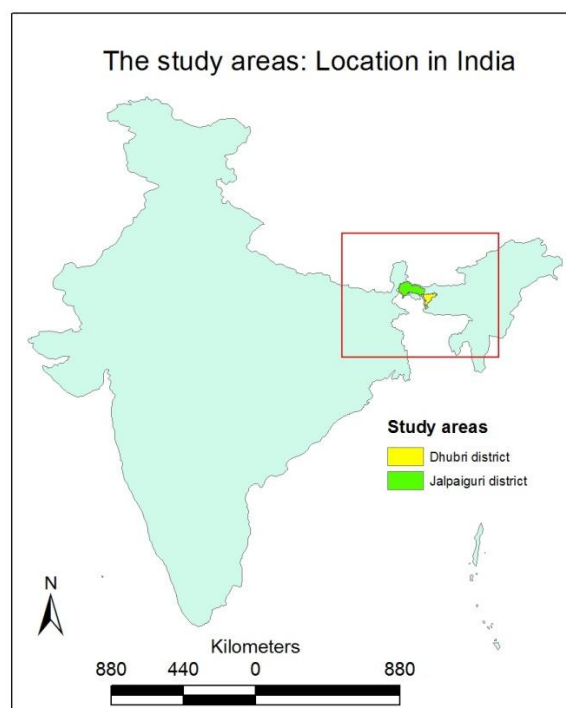 The study areas: Location in India
Study areas
Dhubri district
Jalpaiguri district
N
Kilometers
880 440 0 880